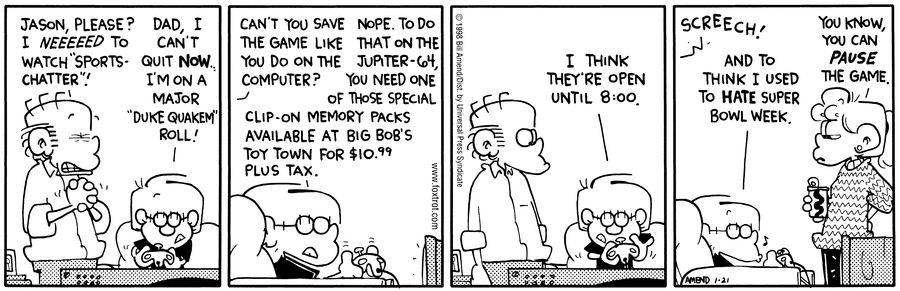 JASON, PLEASE?
I NEEEEED TO
WATCH "SPORTS-
CHATTER"!
DAD, I
CAN'T
QUIT NOW.
I'M ON A
MAJOR
"DUKE QUAKEM"
ROLL!
CAN'T YOU SAVE
THE GAME LIKE
YOU DO ON THE
COMPUTER?
NOPE. TO DO
THAT ON THE
JUPITER-64,
YOU NEED ONE
OF THOSE SPECIAL
CLIP-ON MEMORY PACKS
AVAILABLE AT BIG BOB'S
TOY TOWN FOR $10.99
PLUS TAX.
www.foxtrot.com
© 1998 Bill Amend/Dist. by Universal Press Syndicate
I THINK
THEY'RE OPEN
UNTIL 8:00.
SCREECH!
AND TO
THINK I USED
TO HATE SUPER
BOWL WEEK.
YOU KNOW,
YOU CAN
PAUSE
THE GAME.
AMEND 1-21